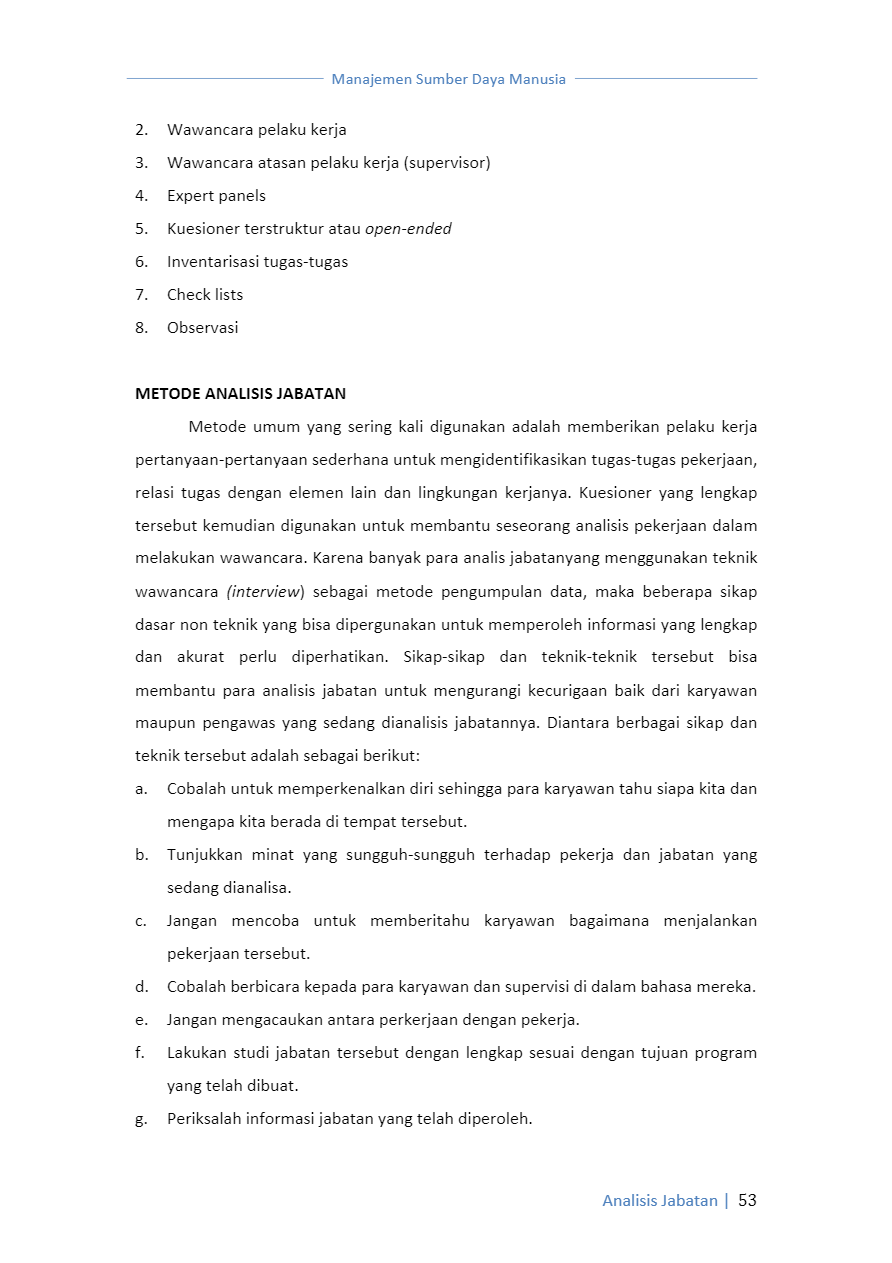 Manajemen Sumber Daya Manusia
2. Wawancara pelaku kerja
3. Wawancara atasan pelaku kerja (supervisor)
4. Expert panels
5. Kuesioner terstruktur atau open-ended
6. Inventarisasi tugas-tugas
7. Check lists
8. Observasi
METODE ANALISIS JABATAN
Metode umum yang sering kali digunakan adalah memberikan pelaku kerja
pertanyaan-pertanyaan sederhana untuk mengidentifikasikan tugas-tugas pekerjaan,
relasi tugas dengan elemen lain dan lingkungan kerjanya. Kuesioner yang lengkap
tersebut kemudian digunakan untuk membantu seseorang analisis pekerjaan dalam
melakukan wawancara. Karena banyak para analis jabatanyang menggunakan teknik
wawancara (interview) sebagai metode pengumpulan data, maka beberapa sikap
dasar non teknik yang bisa dipergunakan untuk memperoleh informasi yang lengkap
dan akurat perlu diperhatikan. Sikap-sikap dan teknik-teknik tersebut bisa
membantu para analisis jabatan untuk mengurangi kecurigaan baik dari karyawan
maupun pengawas yang sedang dianalisis jabatannya. Diantara berbagai sikap dan
teknik tersebut adalah sebagai berikut:
a. Cobalah untuk memperkenalkan diri sehingga para karyawan tahu siapa kita dan
mengapa kita berada di tempat tersebut.
b. Tunjukkan minat yang sungguh-sungguh terhadap pekerja dan jabatan yang
sedang dianalisa.
c. Jangan mencoba untuk memberitahu karyawan bagaimana menjalankan
pekerjaan tersebut.
d. Cobalah berbicara kepada para karyawan dan supervisi di dalam bahasa mereka.
e. Jangan mengacaukan antara perkerjaan dengan pekerja.
f. Lakukan studi jabatan tersebut dengan lengkap sesuai dengan tujuan program
yang telah dibuat.
g. Periksalah informasi jabatan yang telah diperoleh.
Analisis Jabatan | 53